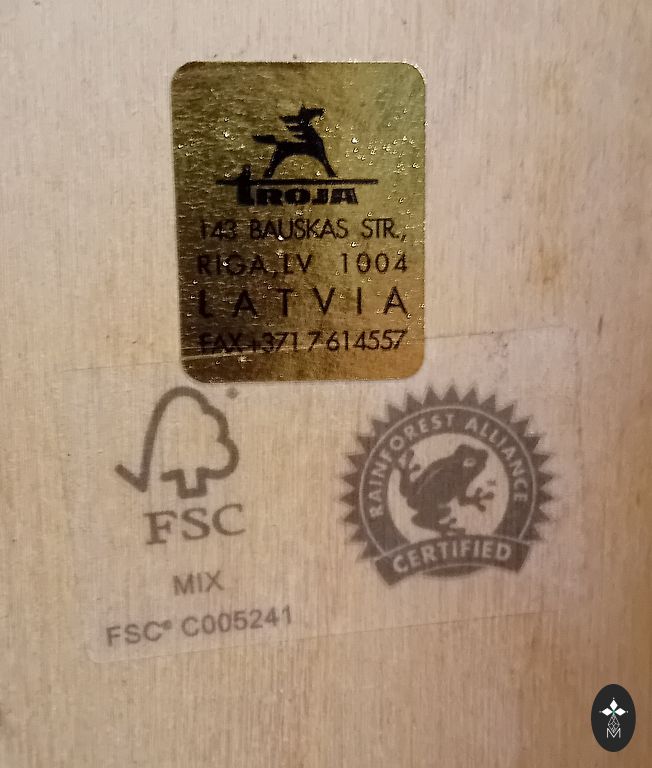 TROJA
143 BAUSKAS STR.,
RIGA, LV 1004
LATVIA
FAX +371 7 614557
FSC
MIX
FSC® C005241
RAINFOREST ALLIANCE
CERTIFIED
M